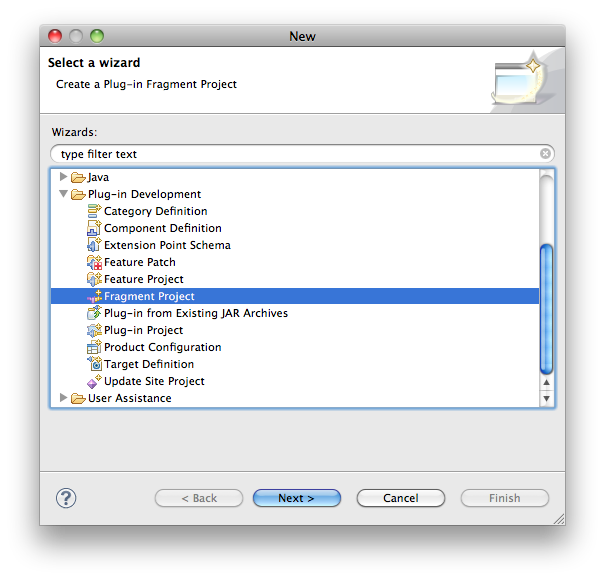 New
Select a wizard
Create a Plug-in Fragment Project
Wizards:
type filter text
Java
Plug-in Development
Category Definition
Component Definition
Extension Point Schema
Feature Patch
Feature Project
Fragment Project
Plug-in from Existing JAR Archives
Plug-in Project
Product Configuration
Target Definition
Update Site Project
User Assistance
? < Back Next > Cancel Finish